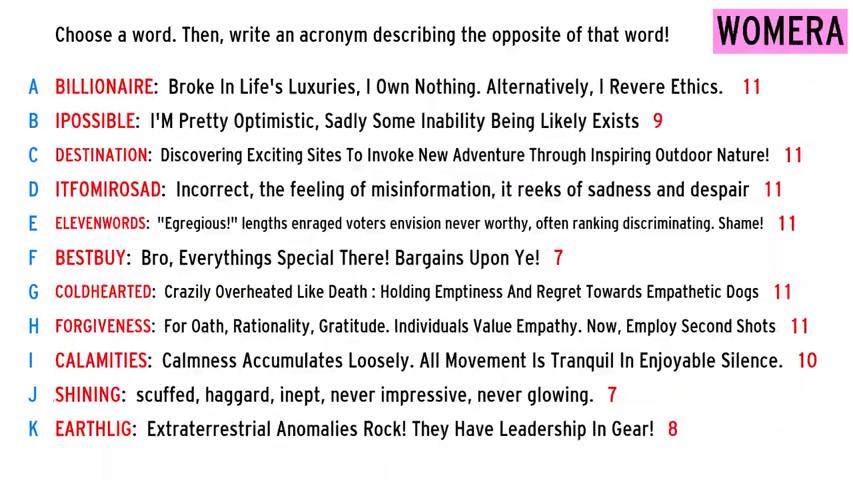 Choose a word. Then, write an acronym describing the opposite of that word!
WOMERA
A BILLIONAIRE: Broke In Life's Luxuries, I Own Nothing. Alternatively, I Revere Ethics. 11
B IPOSSIBLE: I'M Pretty Optimistic, Sadly Some Inability Being Likely Exists 9
C DESTINATION: Discovering Exciting Sites To Invoke New Adventure Through Inspiring Outdoor Nature! 11
D ITFOMIROSAD: Incorrect, the feeling of misinformation, it reeks of sadness and despair 11
E ELEVENWORDS: "Egregious!" lengths enraged voters envision never worthy, often ranking discriminating. Shame! 11
F BESTBUY: Bro, Everythings Special There! Bargains Upon Ye! 7
G COLDHEARTED: Crazily Overheated Like Death : Holding Emptiness And Regret Towards Empathetic Dogs 11
H FORGIVENESS: For Oath, Rationality, Gratitude. Individuals Value Empathy. Now, Employ Second Shots 11
I CALAMITIES: Calmness Accumulates Loosely. All Movement Is Tranquil In Enjoyable Silence. 10
J .SHINING: scuffed, haggard, inept, never impressive, never glowing. 7
K EARTHLIG: Extraterrestrial Anomalies Rock! They Have Leadership In Gear! 8